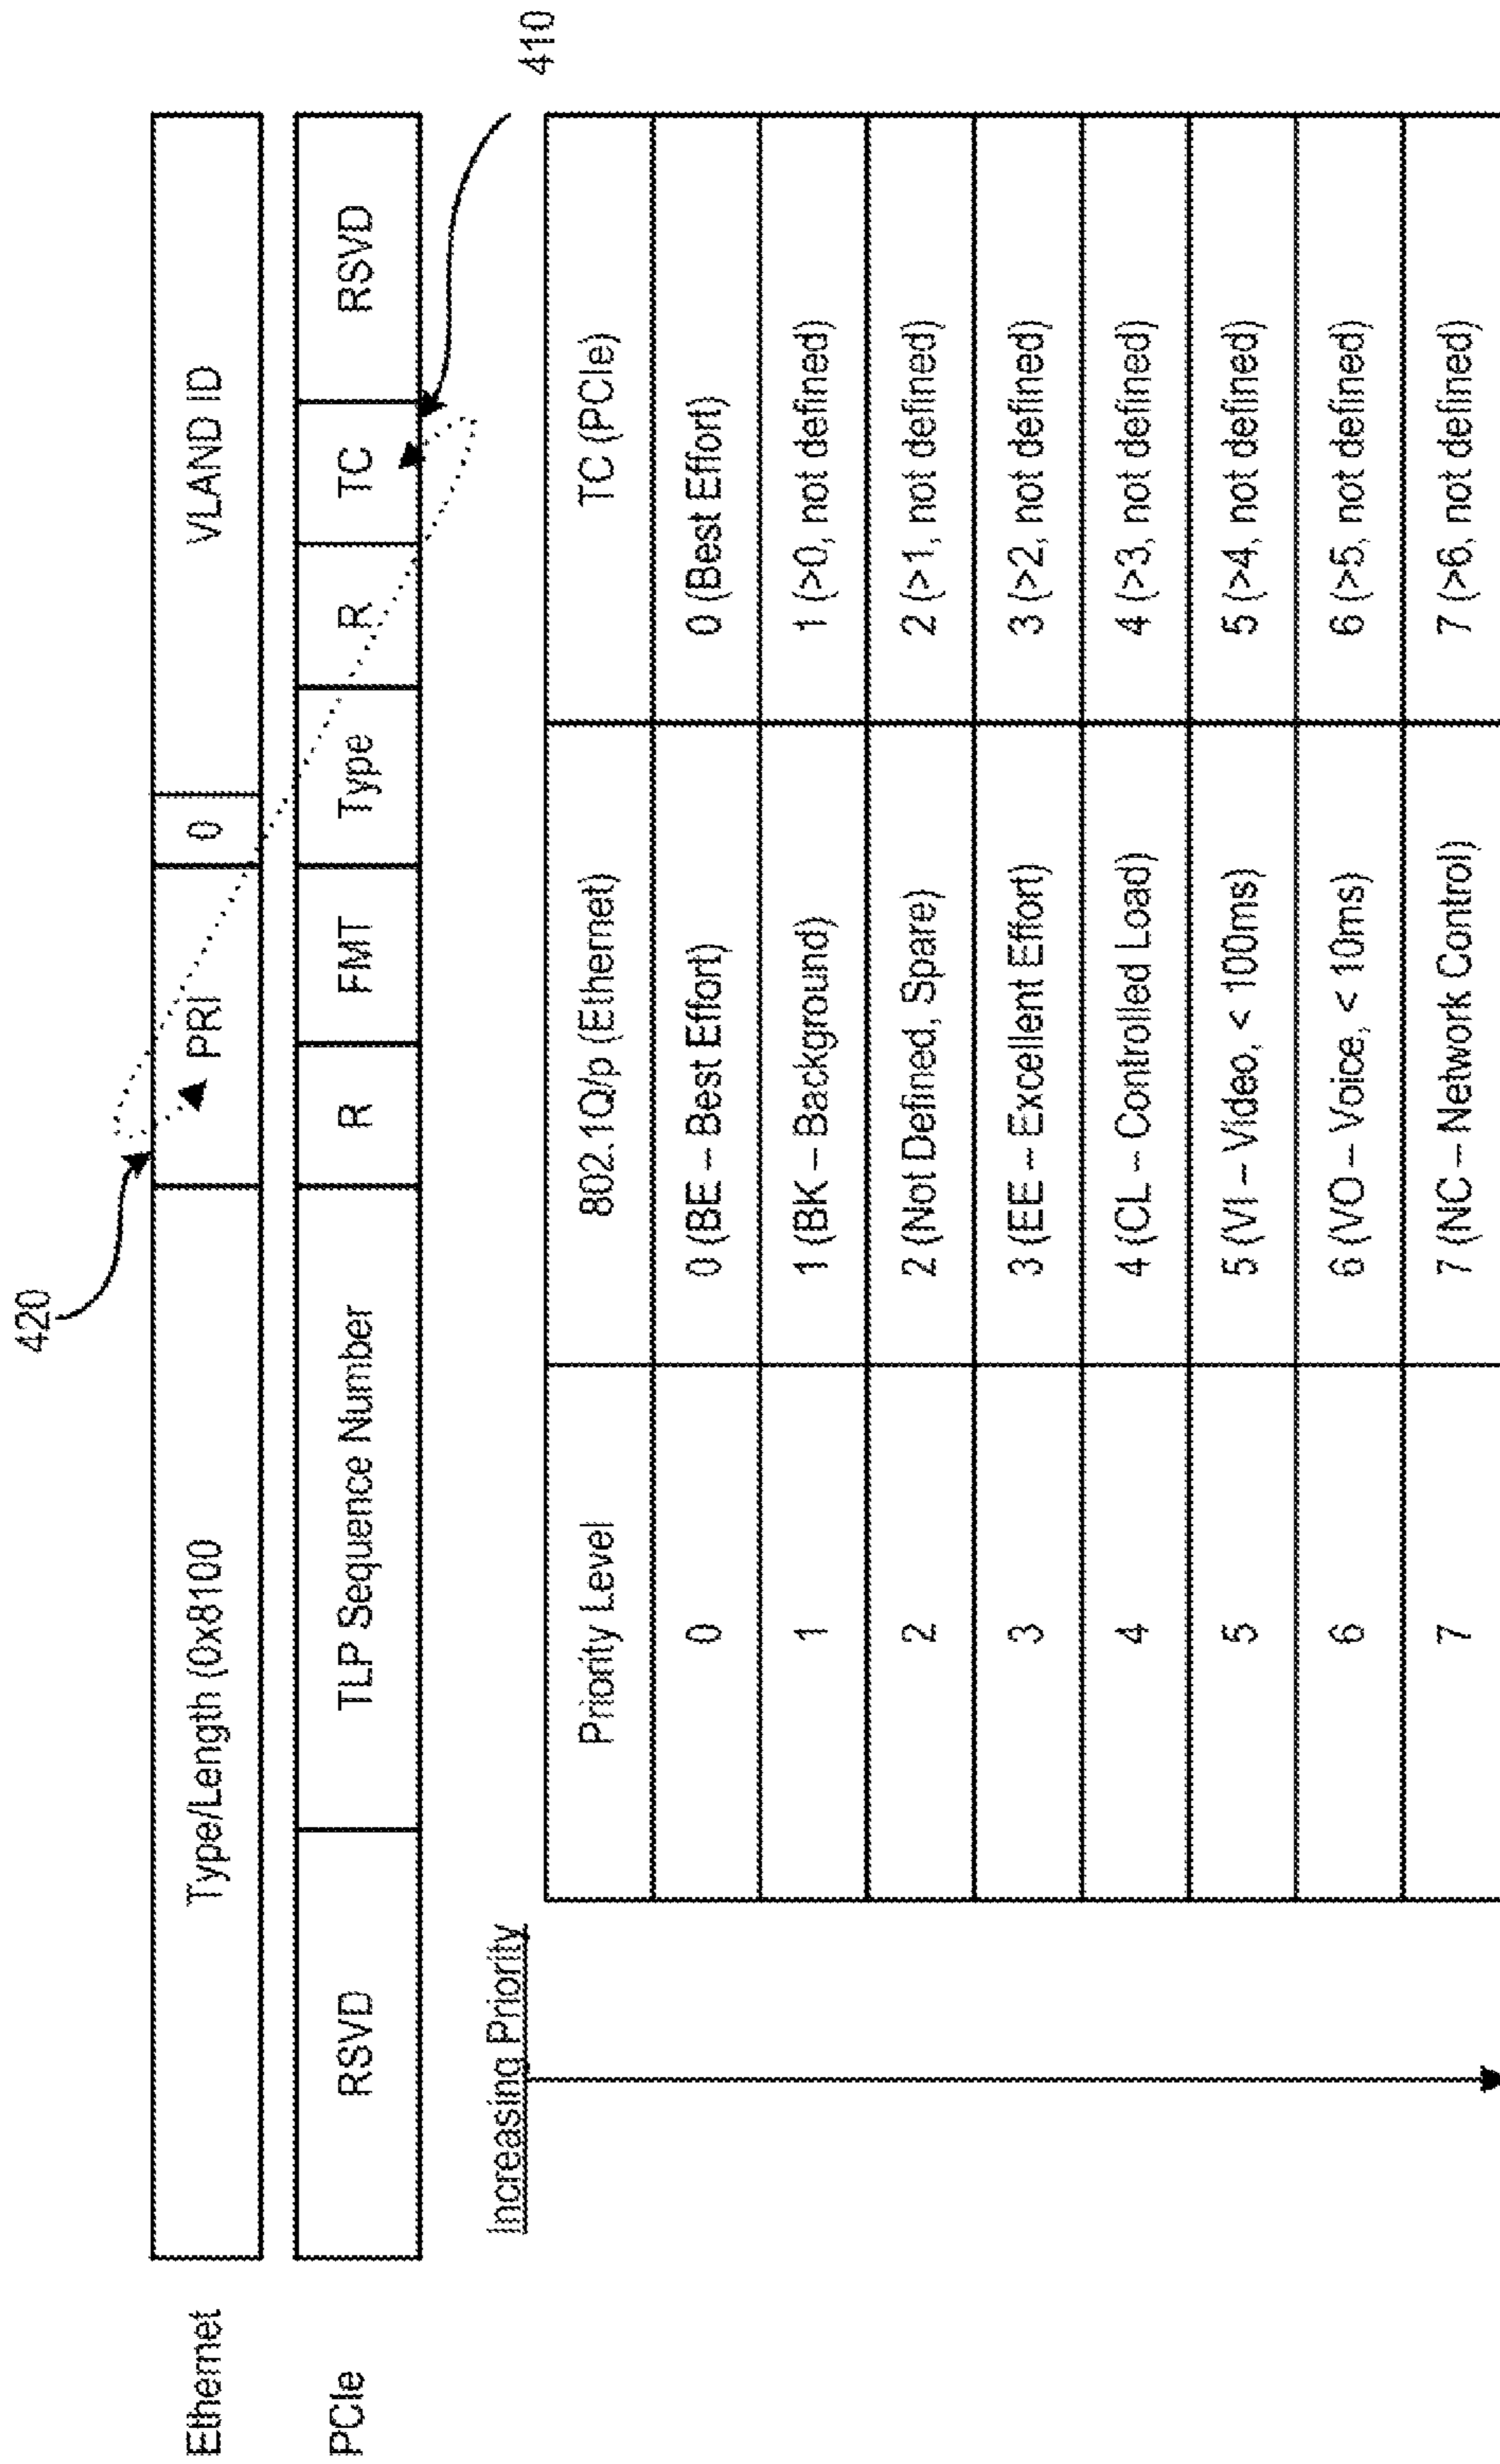 420
Ethernet
Type/Length (0x8100
PRI
0
VLAND ID
PCIe
RSVD
TLP Sequence Number
R
FMT
Type
R
TC
RSVD
410
Increasing Priority
Priority Level
802.1Q/p (Ethernet)
TC (PCIe)
0
0 (BE – Best Effort)
0 (Best Effort)
1
1 (BK – Background)
1 (>0, not defined)
2
2 (Not Defined, Spare)
2 (>1, not defined)
3
3 (EE – Excellent Effort)
3 (>2, not defined)
4
4 (CL – Controlled Load)
4 (>3, not defined)
5
5 (VI – Video, < 100ms)
5 (>4, not defined)
6
6 (VO – Voice, < 10ms)
6 (>5, not defined)
7
7 (NC – Network Control)
7 (>6, not defined)